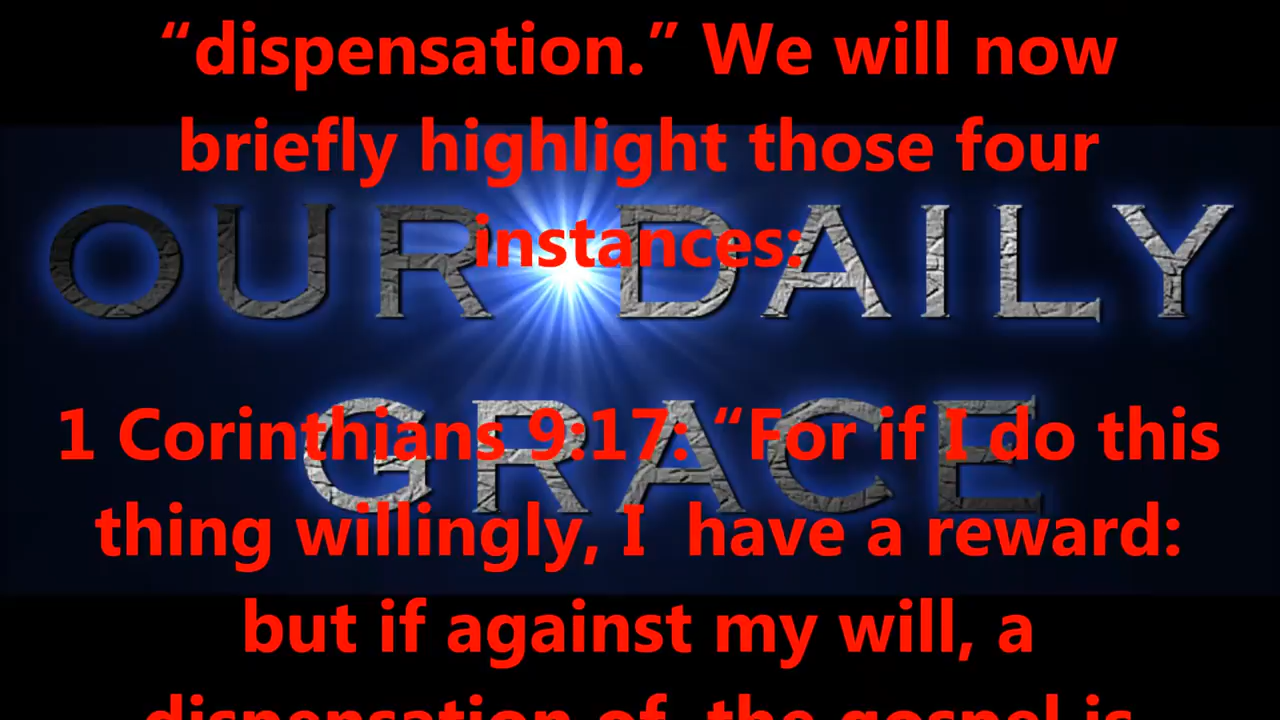 “dispensation.” We will now
briefly highlight those four
instances:
OUR DAILY
GRACE
1 Corinthians 9:17: “For if I do this
thing willingly, I  have a reward:
but if against my will, a
dispensation of  the gospel is